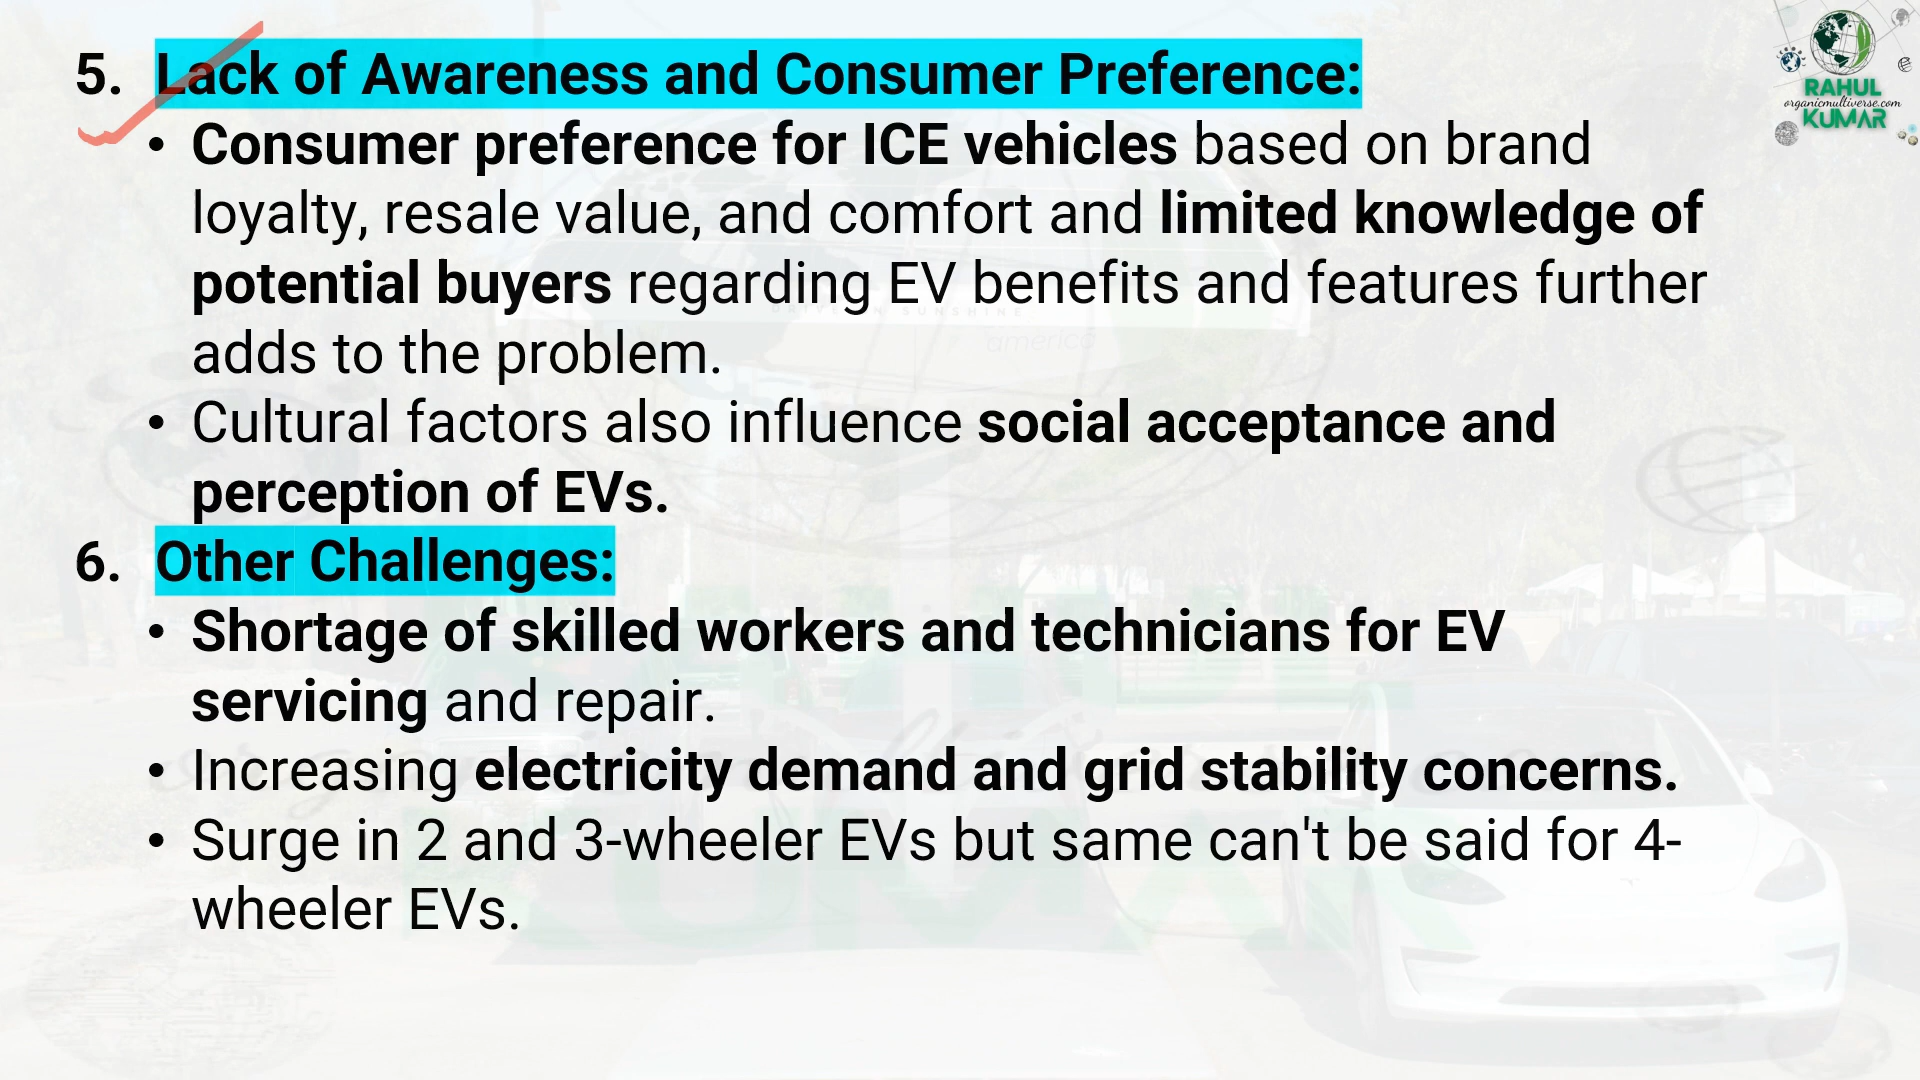 5. Lack of Awareness and Consumer Preference:
• Consumer preference for ICE vehicles based on brand
loyalty, resale value, and comfort and limited knowledge of
potential buyers regarding EV benefits and features further
adds to the problem.
• Cultural factors also influence social acceptance and
perception of EVs.
6. Other Challenges:
• Shortage of skilled workers and technicians for EV
servicing and repair.
• Increasing electricity demand and grid stability concerns.
• Surge in 2 and 3-wheeler EVs but same can't be said for 4-
wheeler EVs.
RAHUL
organicmultiverse.com
KUMAR
DRIVE ON SUNSHINE
america